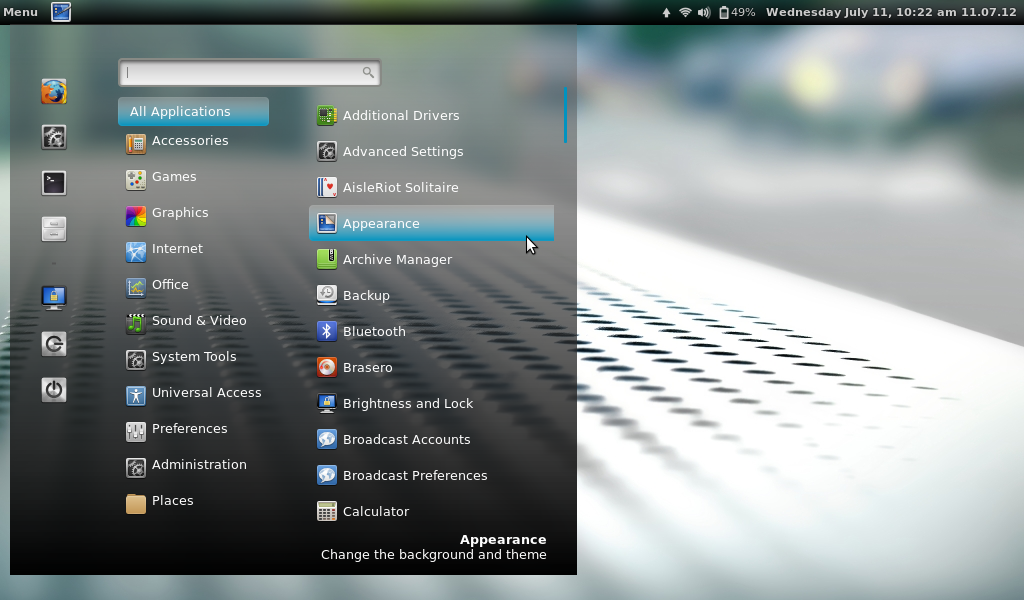 Menu
49% Wednesday July 11, 10:22 am 11.07.12
All Applications
Accessories
Games
Graphics
Internet
Office
Sound & Video
System Tools
Universal Access
Preferences
Administration
Places
Additional Drivers
Advanced Settings
AisleRiot Solitaire
Appearance
Archive Manager
Backup
Bluetooth
Brasero
Brightness and Lock
Broadcast Accounts
Broadcast Preferences
Calculator
Appearance
Change the background and theme